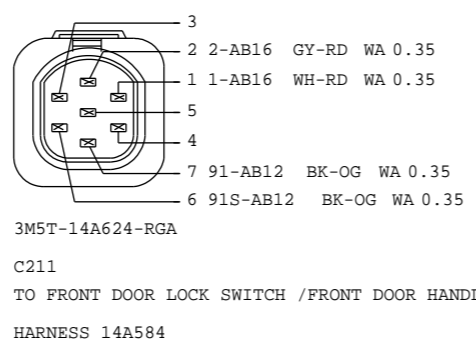 3
2 2-AB16 GY-RD WA 0.35
1 1-AB16 WH-RD WA 0.35
5
4
7 91-AB12 BK-OG WA 0.35
6 91S-AB12 BK-OG WA 0.35
3M5T-14A624-RGA
C211
TO FRONT DOOR LOCK SWITCH /FRONT DOOR
HARNESS 14A584